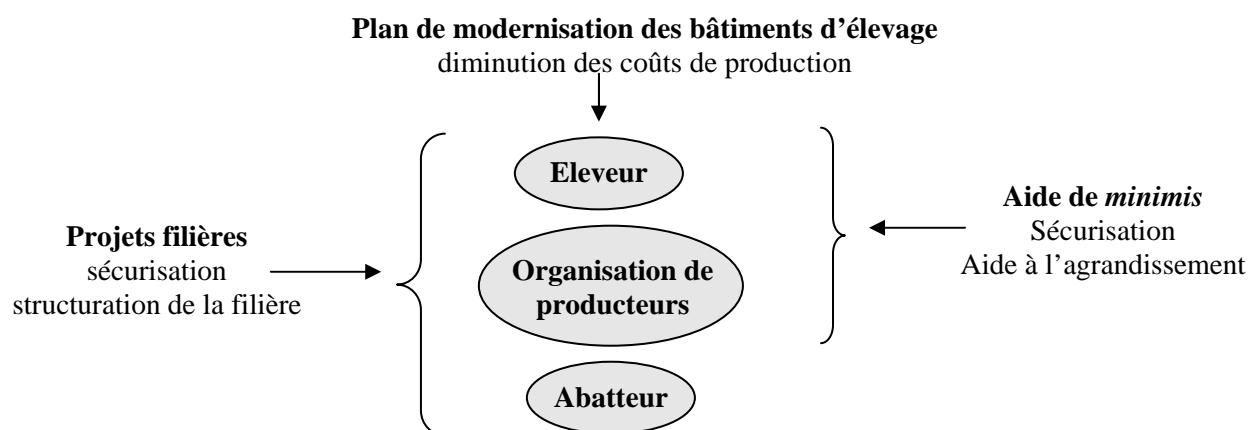 Plan de modernisation des bâtiments d’élevage
diminution des coûts de production
Eleveur
Projets filières
sécurisation
structuration de la filière
Organisation de
producteurs
Aide de minimis
Sécurisation
Aide à l’agrandissement
Abatteur